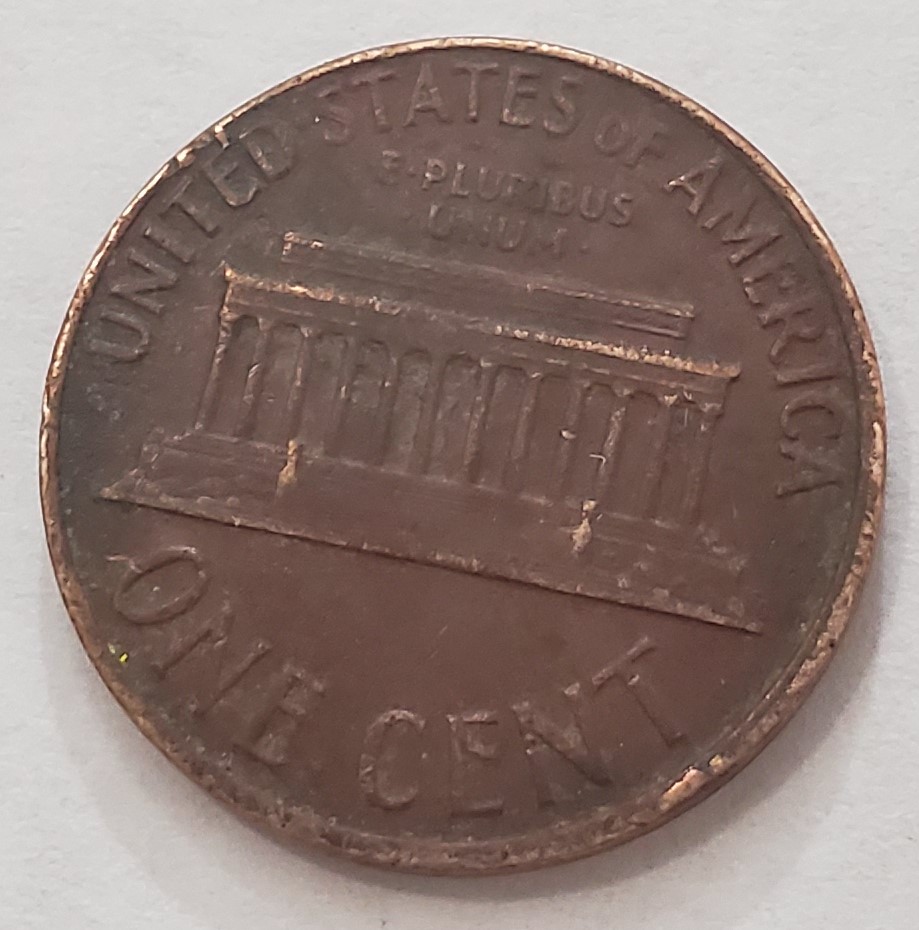 UNITED STATES OF AMERICA
E·PLURIBUS
·UNUM·
ONE CENT